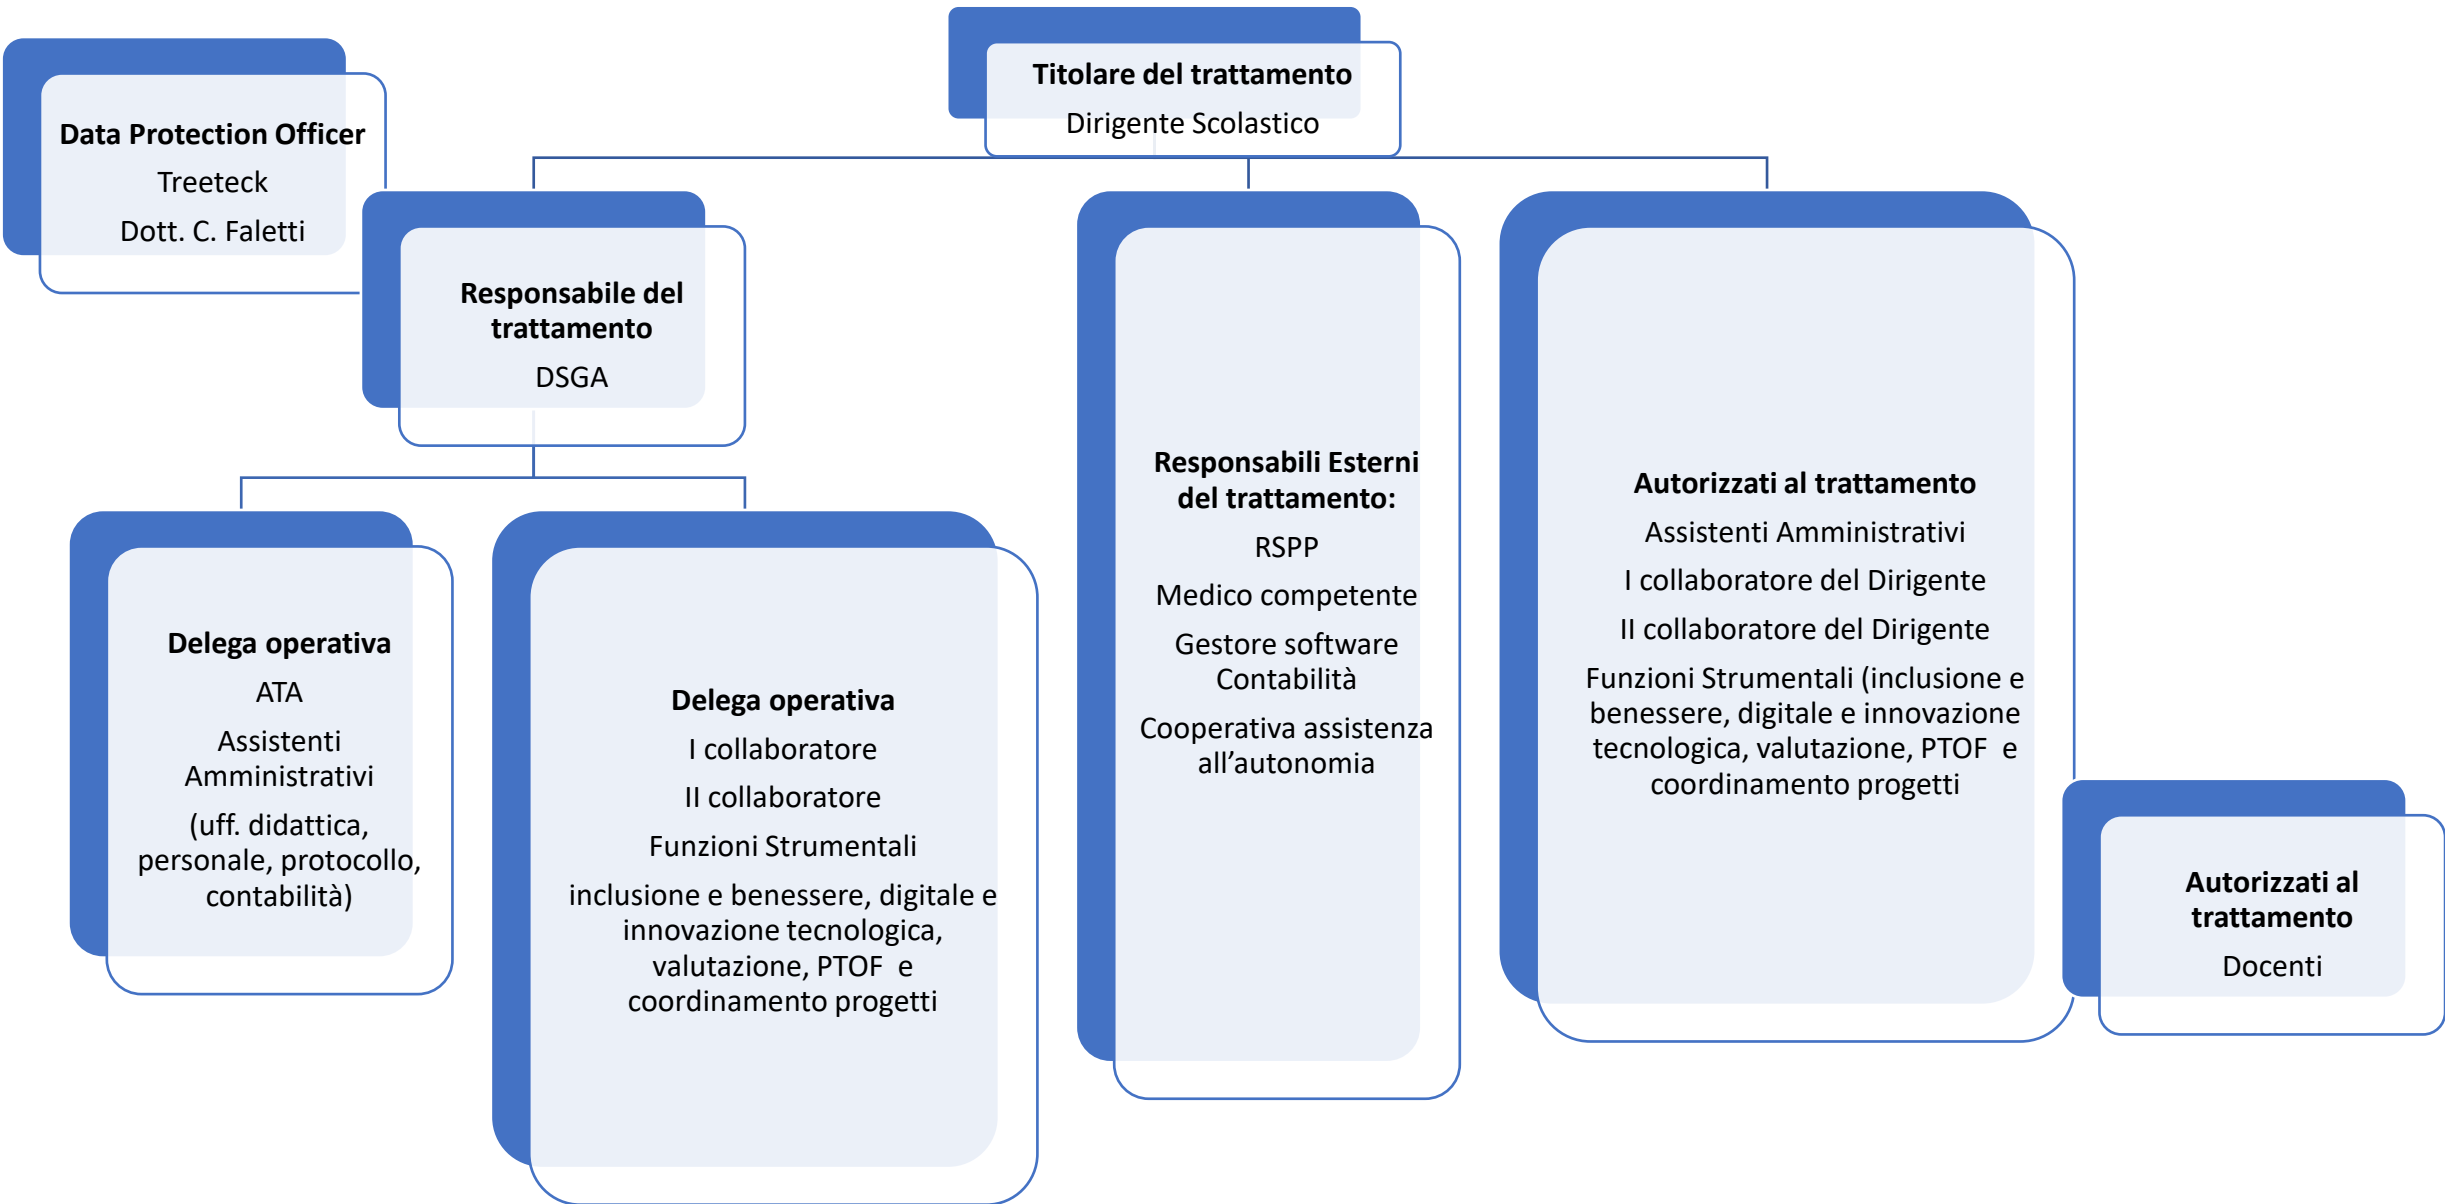 Titolare del trattamento
Dirigente Scolastico
Data Protection Officer
Treeteck
Dott. C. Faletti
Responsabile del
trattamento
DSGA
Delega operativa
ATA
Assistenti
Amministrativi
(uff. didattica,
personale, protocollo,
contabilità)
Delega operativa
I collaboratore
II collaboratore
Funzioni Strumentali
inclusione e benessere, digitale e
innovazione tecnologica,
valutazione, PTOF  e
coordinamento progetti
Responsabili Esterni
del trattamento:
RSPP
Medico competente
Gestore software
Contabilità
Cooperativa assistenza
all’autonomia
Autorizzati al trattamento
Assistenti Amministrativi
I collaboratore del Dirigente
II collaboratore del Dirigente
Funzioni Strumentali (inclusione e
benessere, digitale e innovazione
tecnologica, valutazione, PTOF  e
coordinamento progetti
Autorizzati al
trattamento
Docenti